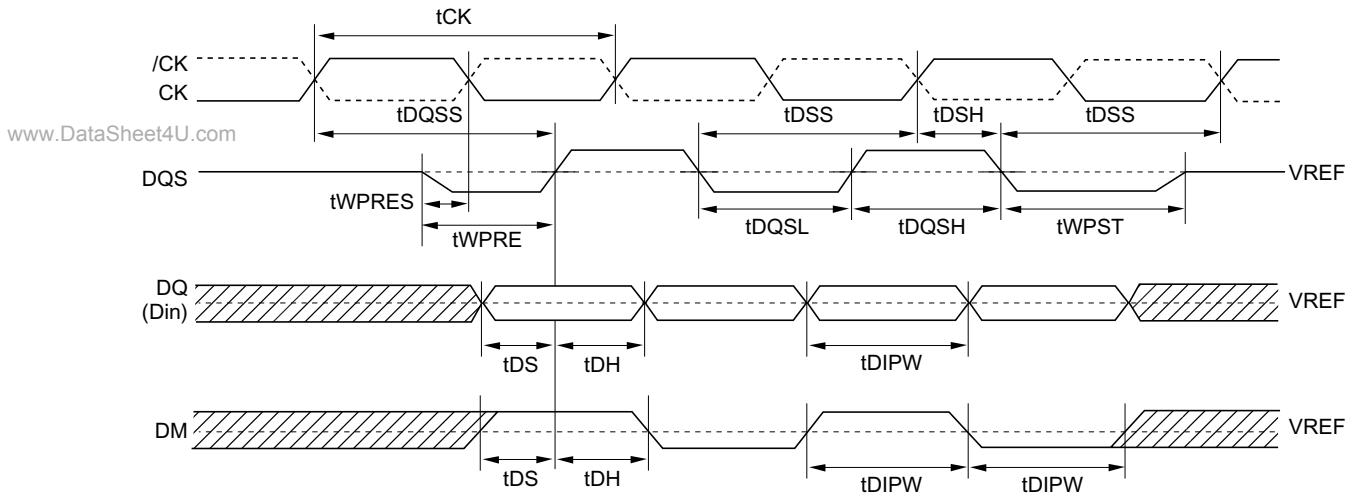 tCK
/CK
CK
tDQSS tDSS tDSH tDSS
www.DataSheet4U.com
DQS VREF
tWPRES
tWPRE tDQSL tDQSH tWPST
DQ
(Din) VREF
tDS tDH tDIPW
DM VREF
tDS tDH tDIPW tDIPW